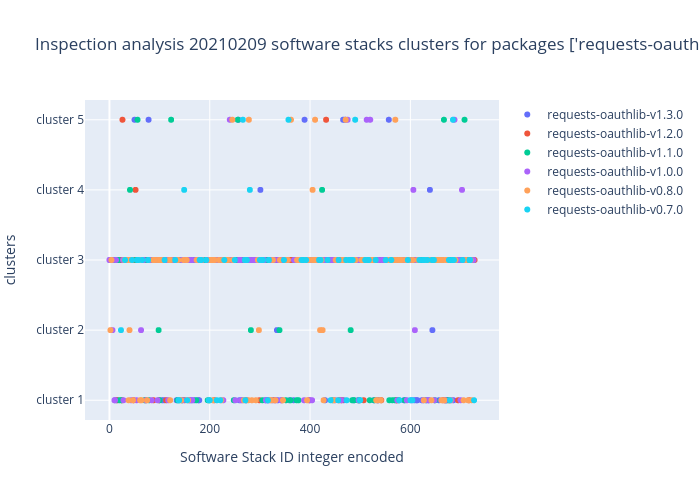 Inspection analysis 20210209 software stacks clusters for packages ['requests-oauth
cluster 5
cluster 4
cluster 3
cluster 2
cluster 1
clusters
0 200 400 600
Software Stack ID integer encoded
requests-oauthlib-v1.3.0
requests-oauthlib-v1.2.0
requests-oauthlib-v1.1.0
requests-oauthlib-v1.0.0
requests-oauthlib-v0.8.0
requests-oauthlib-v0.7.0